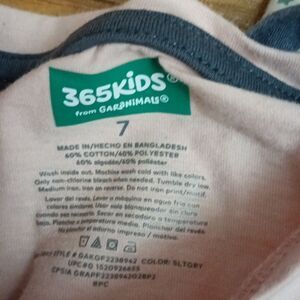 365KIDS®
from GARANIMALS®
7
MADE IN/HECHO EN BANGLADESH
60% COTTON/40% POLYESTER
60% algodón/40% poliéster
Wash inside out. Machine wash cold with like colors.
Only non-chlorine bleach when needed. Tumble dry low.
Medium iron, iron on reverse. Do not iron print/motif.
Lavar del revés. Lavar a máquina en agua fría con
colores similares. Usar solo blanqueador sin cloro
cuando sea necesario. Secar en secadora a temperatura
baja. Planchar a temperatura media. Planchar del revés.
No planchar el impreso / motivo.
STYLE # GAKGF2238942 COLOR: SLTGRY
UPC #0
CPSIA
RPC